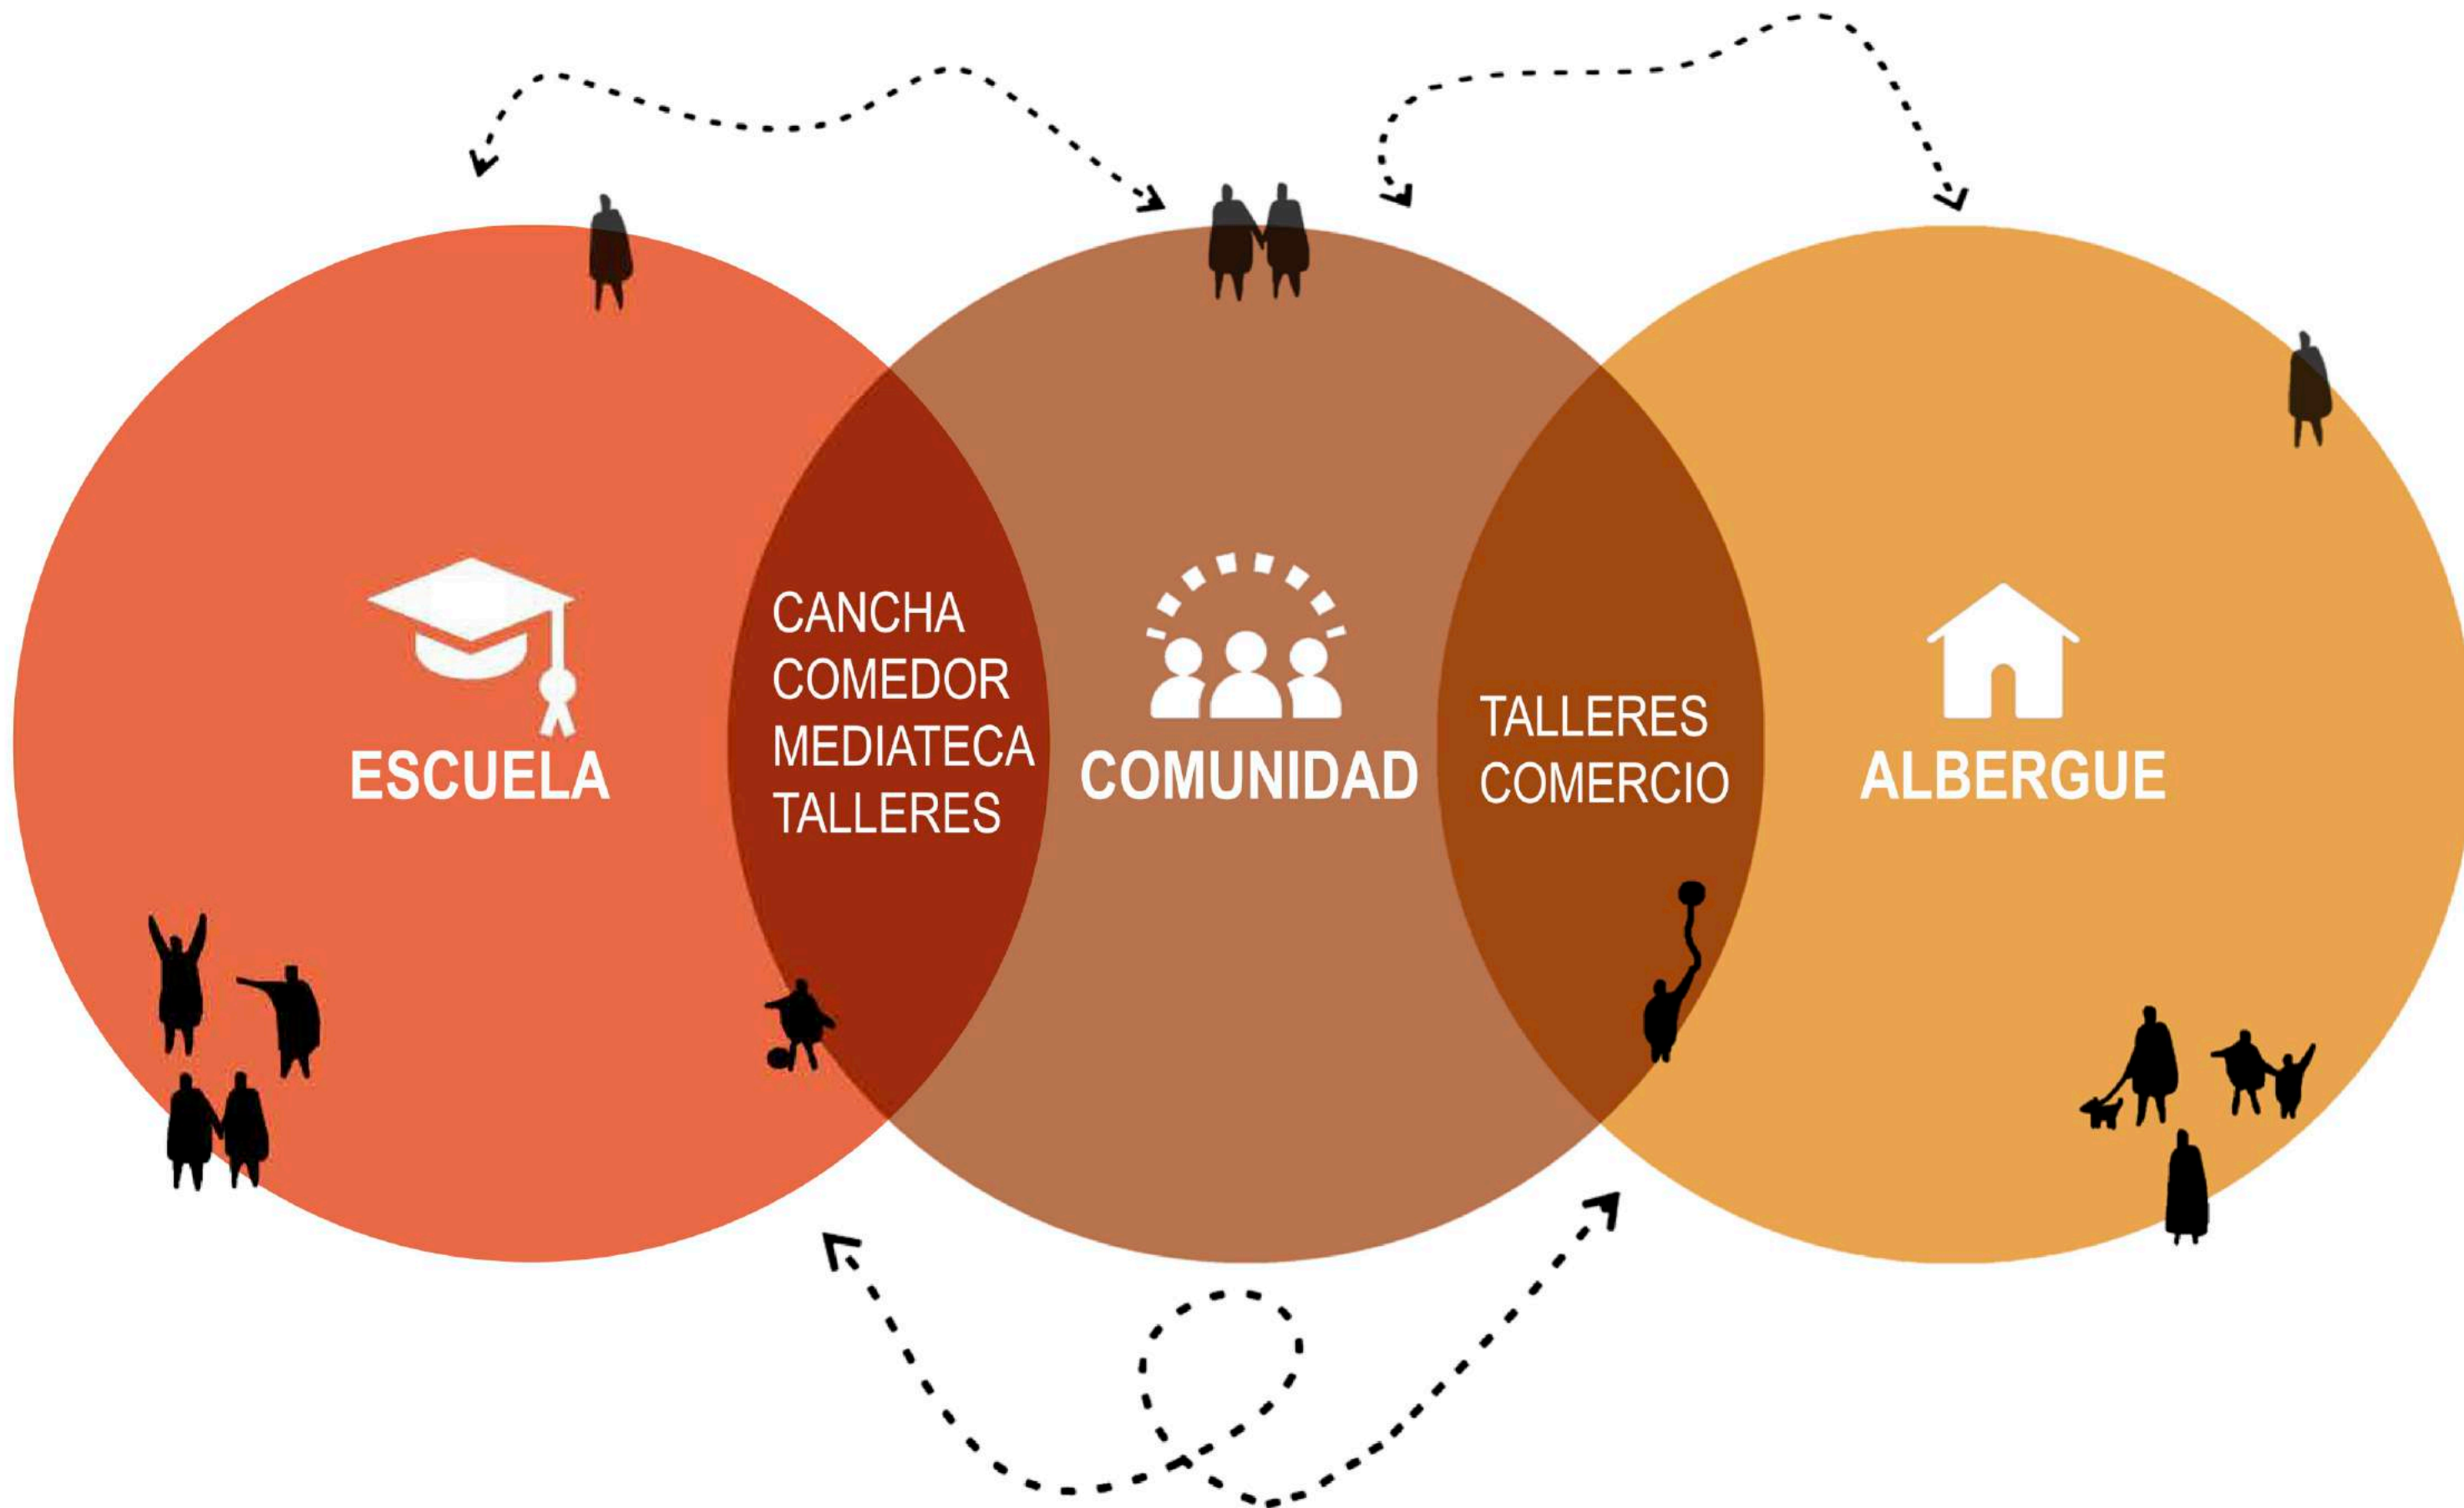 ESCUELA
CANCHA
COMEDOR
MEDIATECA
TALLERES
COMUNIDAD
TALLERES
COMERCIO
ALBERGUE